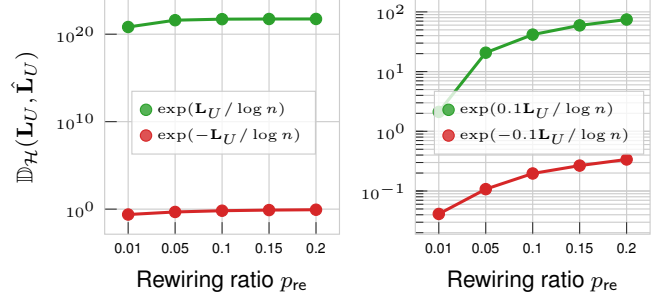 𝔻_ℋ(𝐋_U, 𝐋̂_U)
10^20
10^10
10^0
exp(𝐋_U / log n)
exp(−𝐋_U / log n)
0.01 0.05 0.1 0.15 0.2
Rewiring ratio p_re
10^2
10^1
10^0
10^−1
exp(0.1𝐋_U / log n)
exp(−0.1𝐋_U / log n)
0.01 0.05 0.1 0.15 0.2
Rewiring ratio p_re